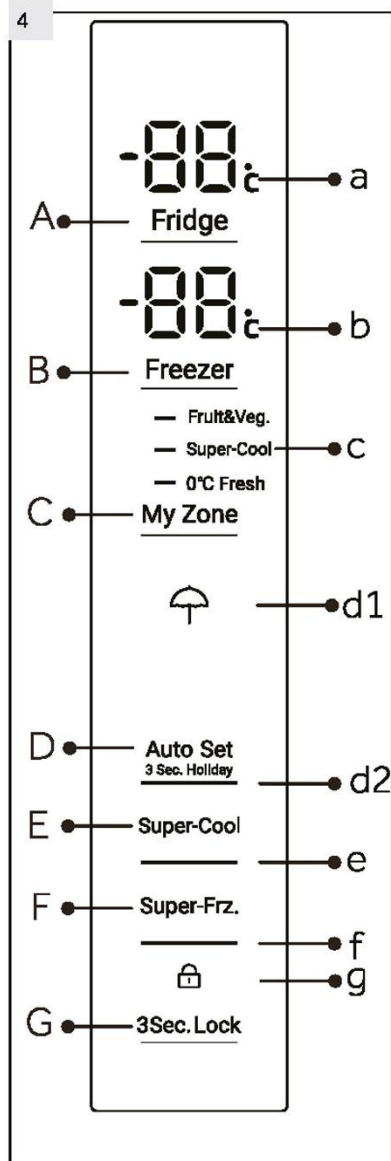 4
-88°c
a
A
Fridge
-88°c
b
B
Freezer
Fruit&Veg.
Super-Cool
c
0°C Fresh
C
My Zone
d1
D
Auto Set
3 Sec. Holiday
d2
E
Super-Cool
e
F
Super-Frz.
f
g
G
3Sec.Lock